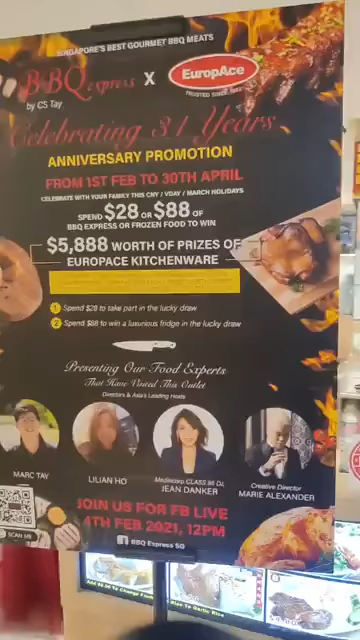 SINGAPORE'S BEST GOURMET BBQ MEATS
BBQ express X EuropAce
by CS Tay
TRUSTED SINCE
Celebrating 31 Years
ANNIVERSARY PROMOTION
FROM 1ST FEB TO 30TH APRIL
CELEBRATE WITH YOUR FAMILY THIS CNY / VDAY / MARCH HOLIDAYS
SPEND $28 OR $88 OF
BBQ EXPRESS OR FROZEN FOOD TO WIN
$5,888 WORTH OF PRIZES OF
EUROPACE KITCHENWARE
1 Spend $28 to take part in the lucky draw
2 Spend $88 to win a luxurious fridge in the lucky draw
Presenting Our Food Experts
That Have Visited This Outlet
Directors & Asia's Leading Hosts
MARC TAY
LILIAN HO
Mediacorp CLASS 95 DJ,
JEAN DANKER
Creative Director
MARIE ALEXANDER
JOIN US FOR FB LIVE
4TH FEB 2021, 12PM
SCAN ME
f BBQ Express SG